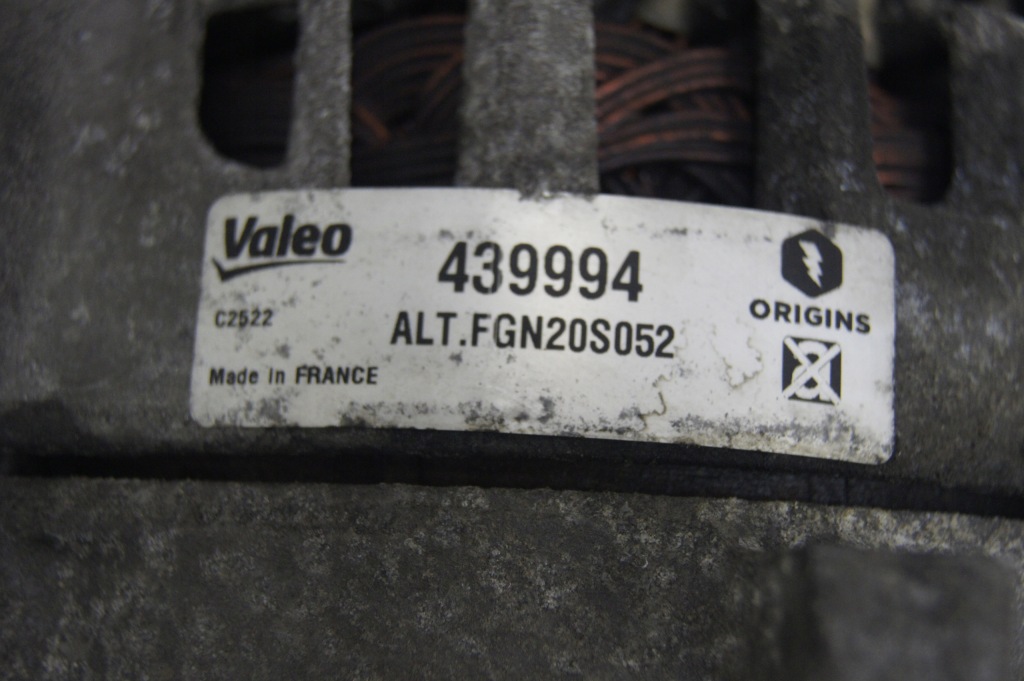 Valeo
439994
ORIGINS
C2522
ALT.FGN20S052
Made in FRANCE